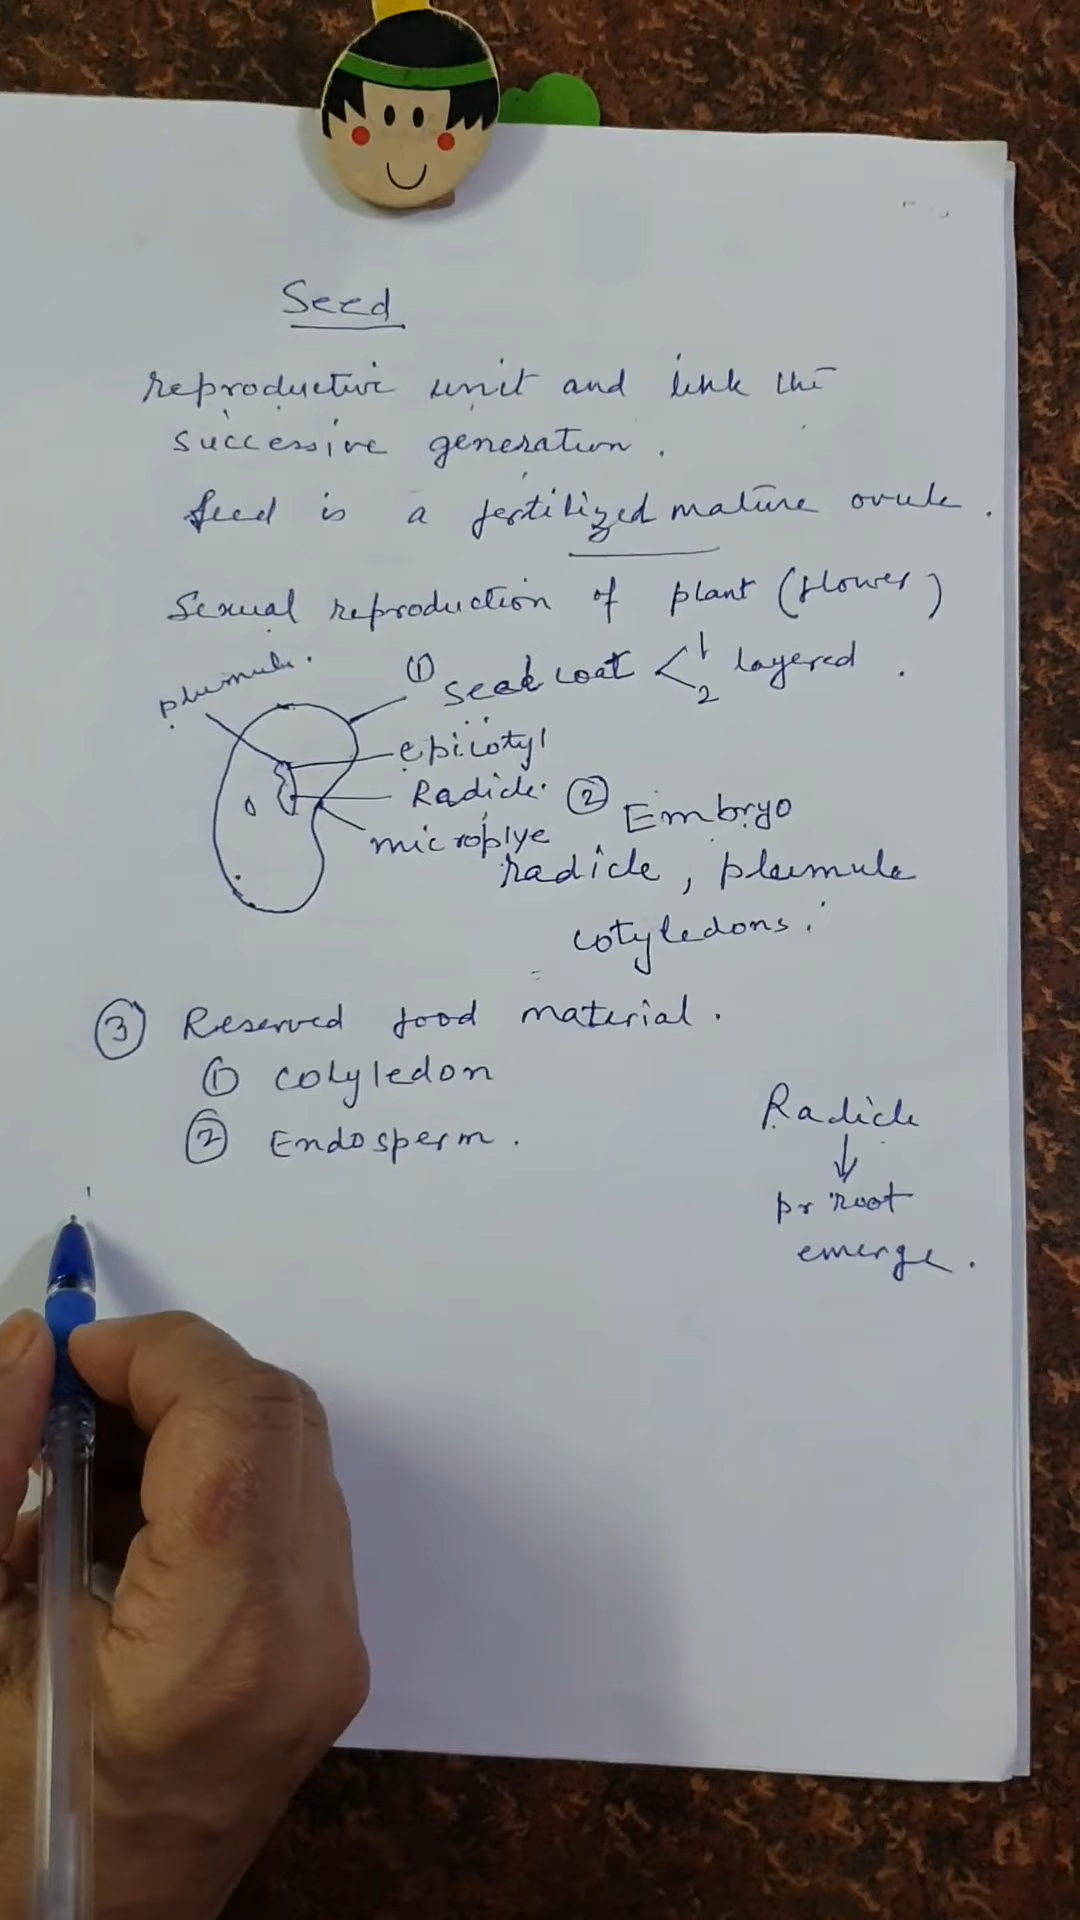 Seed
reproductive unit and link the
successive generation.
Seed is a fertilized mature ovule.
Sexual reproduction of plant (flower)
plumule.
① Seed coat < 1 2 layered.
epicotyl
Radicle.
microplye
② Embryo
radicle, plumule
cotyledons.
③ Reserved food material.
① cotyledon
② Endosperm.
Radicle
↓
pr root
emerge.